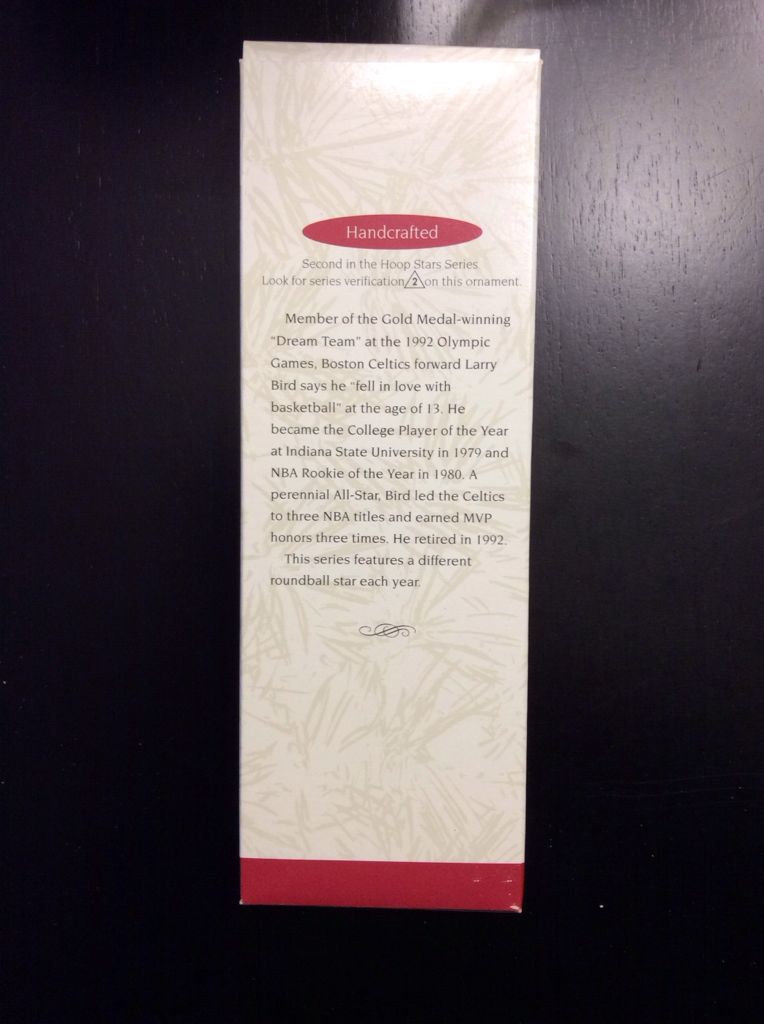 Handcrafted
Second in the Hoop Stars Series
Look for series verification 2 on this ornament.
Member of the Gold Medal-winning
"Dream Team" at the 1992 Olympic
Games, Boston Celtics forward Larry
Bird says he "fell in love with
basketball" at the age of 13. He
became the College Player of the Year
at Indiana State University in 1979 and
NBA Rookie of the Year in 1980. A
perennial All-Star, Bird led the Celtics
to three NBA titles and earned MVP
honors three times. He retired in 1992.
This series features a different
roundball star each year.